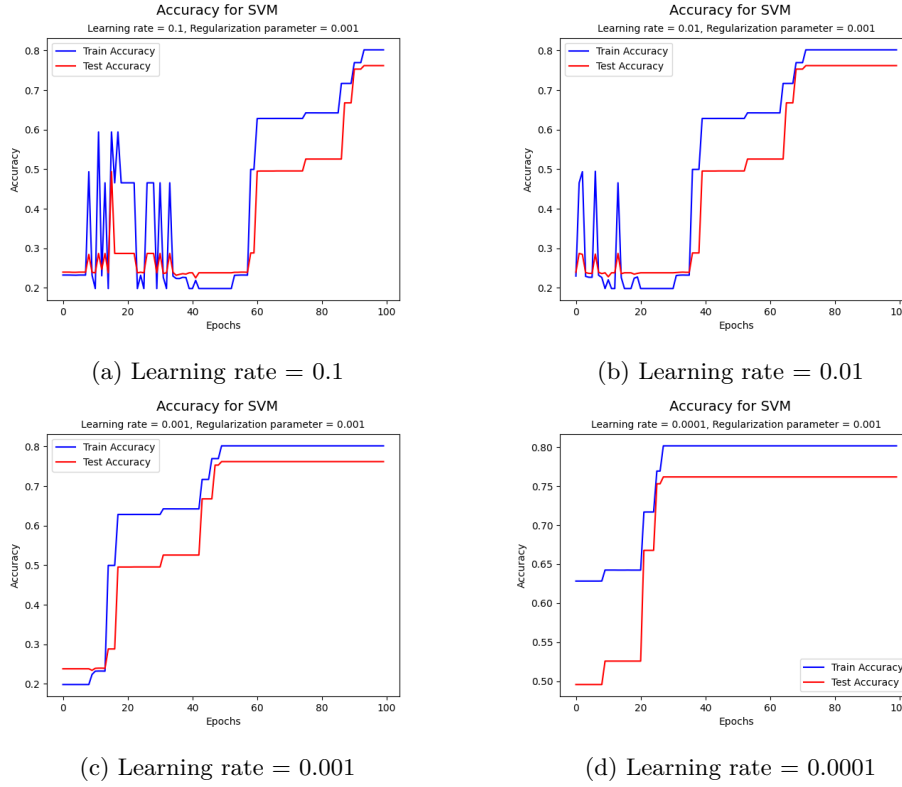 Accuracy for SVM
Learning rate = 0.1, Regularization parameter = 0.001
Train Accuracy
Test Accuracy
0.8
0.7
0.6
0.5
0.4
0.3
0.2
Accuracy
0 20 40 60 80 100
Epochs
(a) Learning rate = 0.1
Accuracy for SVM
Learning rate = 0.01, Regularization parameter = 0.001
Train Accuracy
Test Accuracy
0.8
0.7
0.6
0.5
0.4
0.3
0.2
Accuracy
0 20 40 60 80 100
Epochs
(b) Learning rate = 0.01
Accuracy for SVM
Learning rate = 0.001, Regularization parameter = 0.001
Train Accuracy
Test Accuracy
0.8
0.7
0.6
0.5
0.4
0.3
0.2
Accuracy
0 20 40 60 80 100
Epochs
(c) Learning rate = 0.001
Accuracy for SVM
Learning rate = 0.0001, Regularization parameter = 0.001
0.80
0.75
0.70
0.65
0.60
0.55
0.50
Accuracy
Train Accuracy
Test Accuracy
0 20 40 60 80 100
Epochs
(d) Learning rate = 0.0001